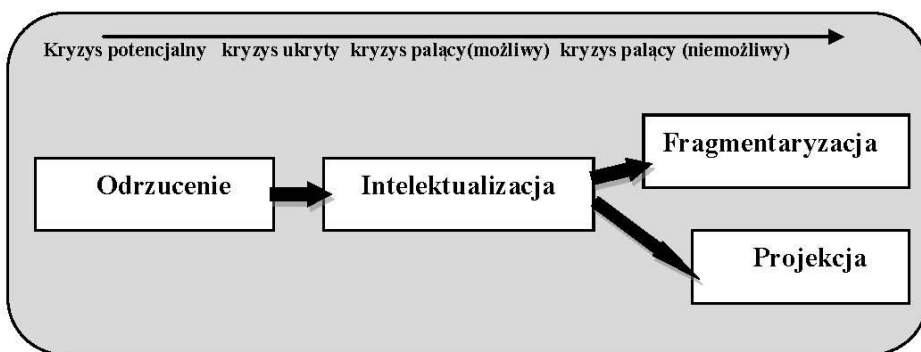 Kryzys potencjalny kryzys ukryty kryzys palący(możliwy) kryzys palący (niemożliwy)
Fragmentaryzacja
Odrzucenie
Intelektualizacja
Projekcja